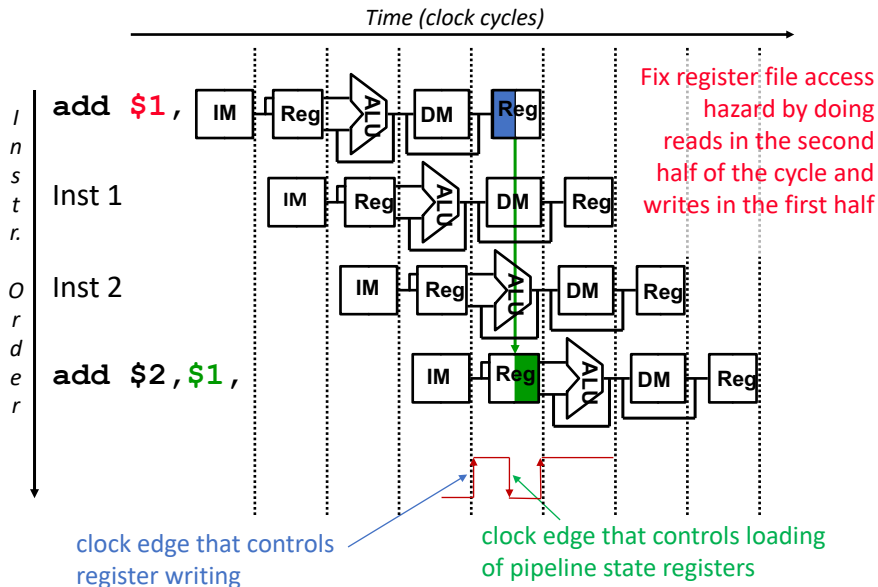 Time (clock cycles)
Instr. Order
add $1,
IM
Reg
ALU
DM
Reg
Fix register file access
hazard by doing
reads in the second
half of the cycle and
writes in the first half
Inst 1
IM
Reg
ALU
DM
Reg
Inst 2
IM
Reg
ALU
DM
Reg
add $2,$1,
IM
Reg
ALU
DM
Reg
clock edge that controls
register writing
clock edge that controls loading
of pipeline state registers